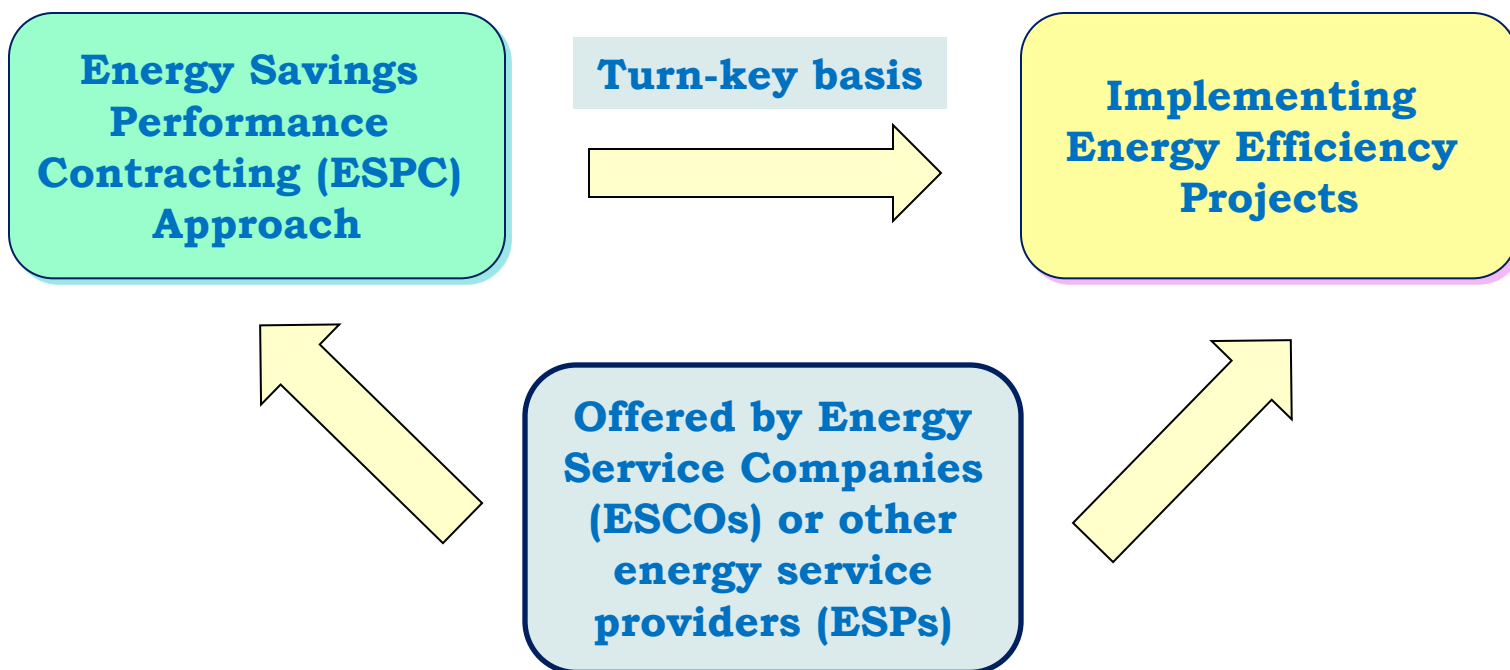 Energy Savings
Performance
Contracting (ESPC)
Approach
Turn-key basis
Implementing
Energy Efficiency
Projects
Offered by Energy
Service Companies
(ESCOs) or other
energy service
providers (ESPs)